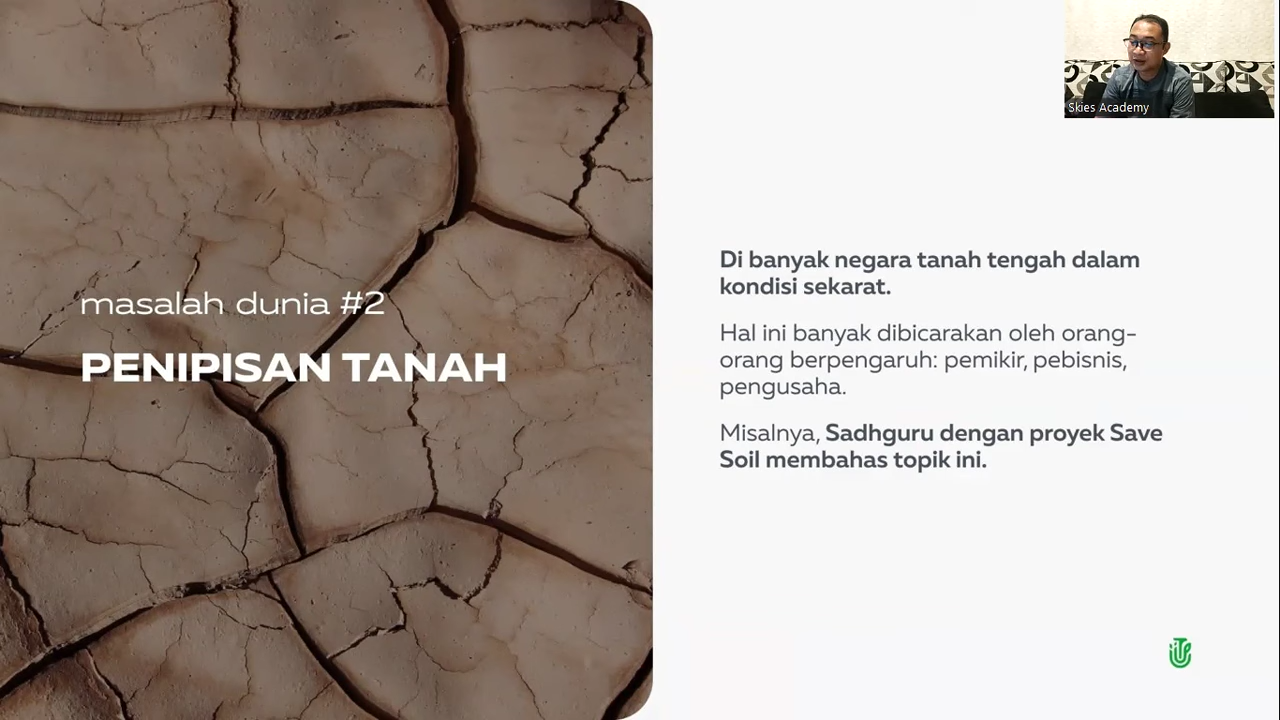 masalah dunia #2
PENIPISAN TANAH
Di banyak negara tanah tengah dalam
kondisi sekarat.
Hal ini banyak dibicarakan oleh orang-
orang berpengaruh: pemikir, pebisnis,
pengusaha.
Misalnya, Sadhguru dengan proyek Save
Soil membahas topik ini.
Skies Academy